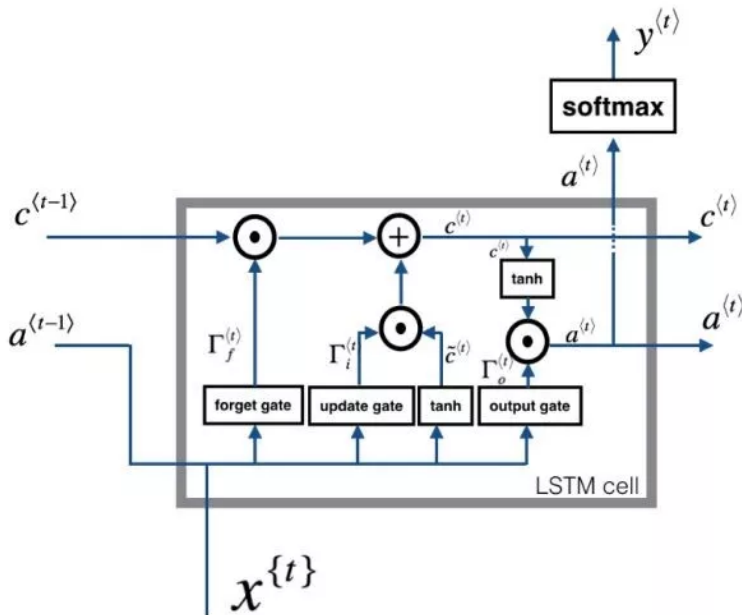 y⟨t⟩
softmax
a⟨t⟩
c⟨t-1⟩ c⟨t⟩ c⟨t⟩
c⟨t⟩
tanh
a⟨t-1⟩ Γf⟨t⟩ Γi⟨t c̃⟨t⟩ a⟨t⟩ a⟨t⟩
Γo⟨t⟩
forget gate update gate tanh output gate
LSTM cell
x{t}